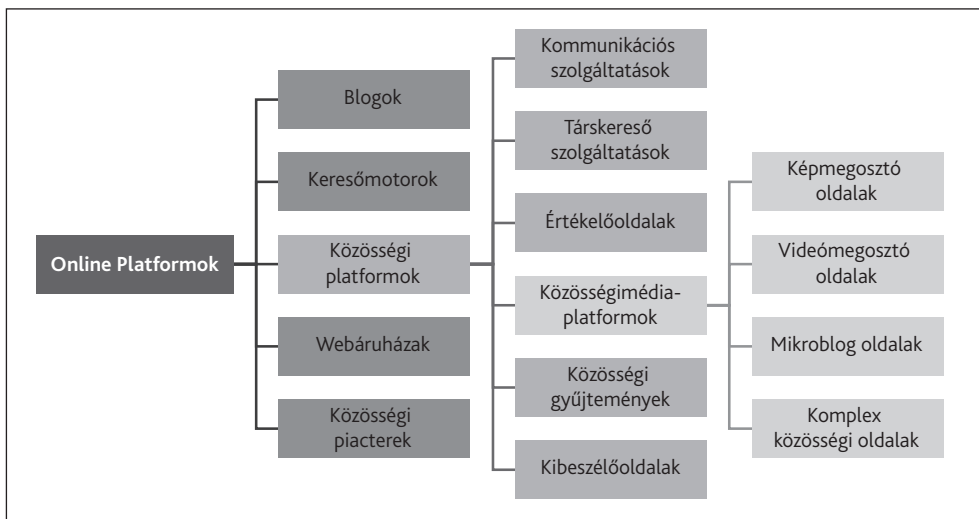 Online Platformok
Blogok
Keresőmotorok
Közösségi
platformok
Webáruházak
Közösségi
piacterek
Kommunikációs
szolgáltatások
Társkereső
szolgáltatások
Értékelőoldalak
Közösségimédia-
platformok
Közösségi
gyűjtemények
Kibeszélőoldalak
Képmegosztó
oldalak
Videómegosztó
oldalak
Mikroblog oldalak
Komplex
közösségi oldalak